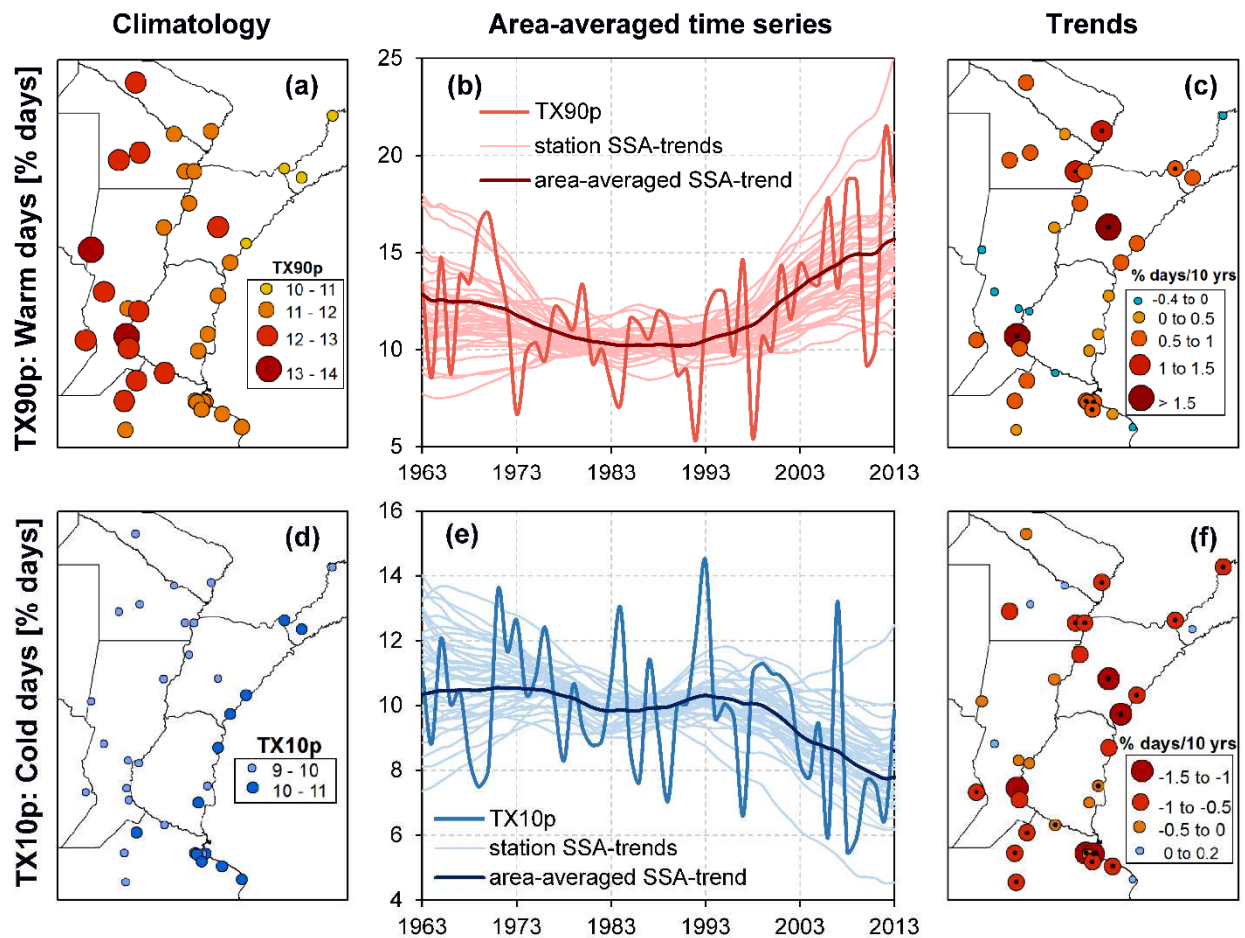 Climatology
Area-averaged time series
Trends
TX90p: Warm days [% days]
(a)
TX90p
10 - 11
11 - 12
12 - 13
13 - 14
25
20
15
10
5
(b)
TX90p
station SSA-trends
area-averaged SSA-trend
1963
1973
1983
1993
2003
2013
(c)
% days/10 yrs
-0.4 to 0
0 to 0.5
0.5 to 1
1 to 1.5
> 1.5
TX10p: Cold days [% days]
(d)
TX10p
9 - 10
10 - 11
16
14
12
10
8
6
4
(e)
TX10p
station SSA-trends
area-averaged SSA-trend
1963
1973
1983
1993
2003
2013
(f)
% days/10 yrs
-1.5 to -1
-1 to -0.5
-0.5 to 0
0 to 0.2